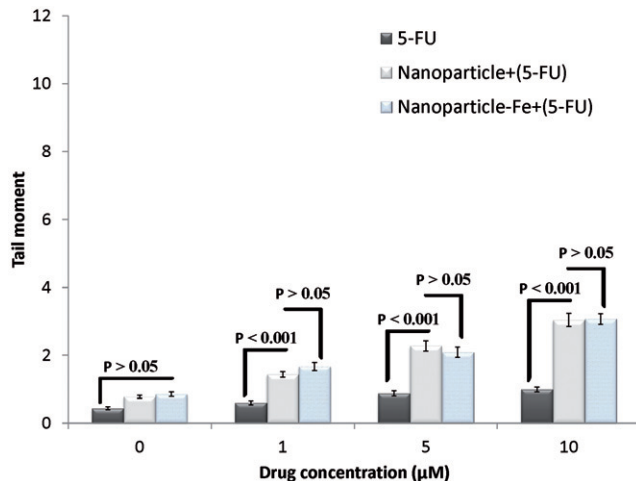 12
10
8
6
4
2
0
Tail moment
5-FU
Nanoparticle+(5-FU)
Nanoparticle-Fe+(5-FU)
P > 0.05
P < 0.001
P > 0.05
P < 0.001
P > 0.05
P < 0.001
P > 0.05
0 1 5 10
Drug concentration (μM)